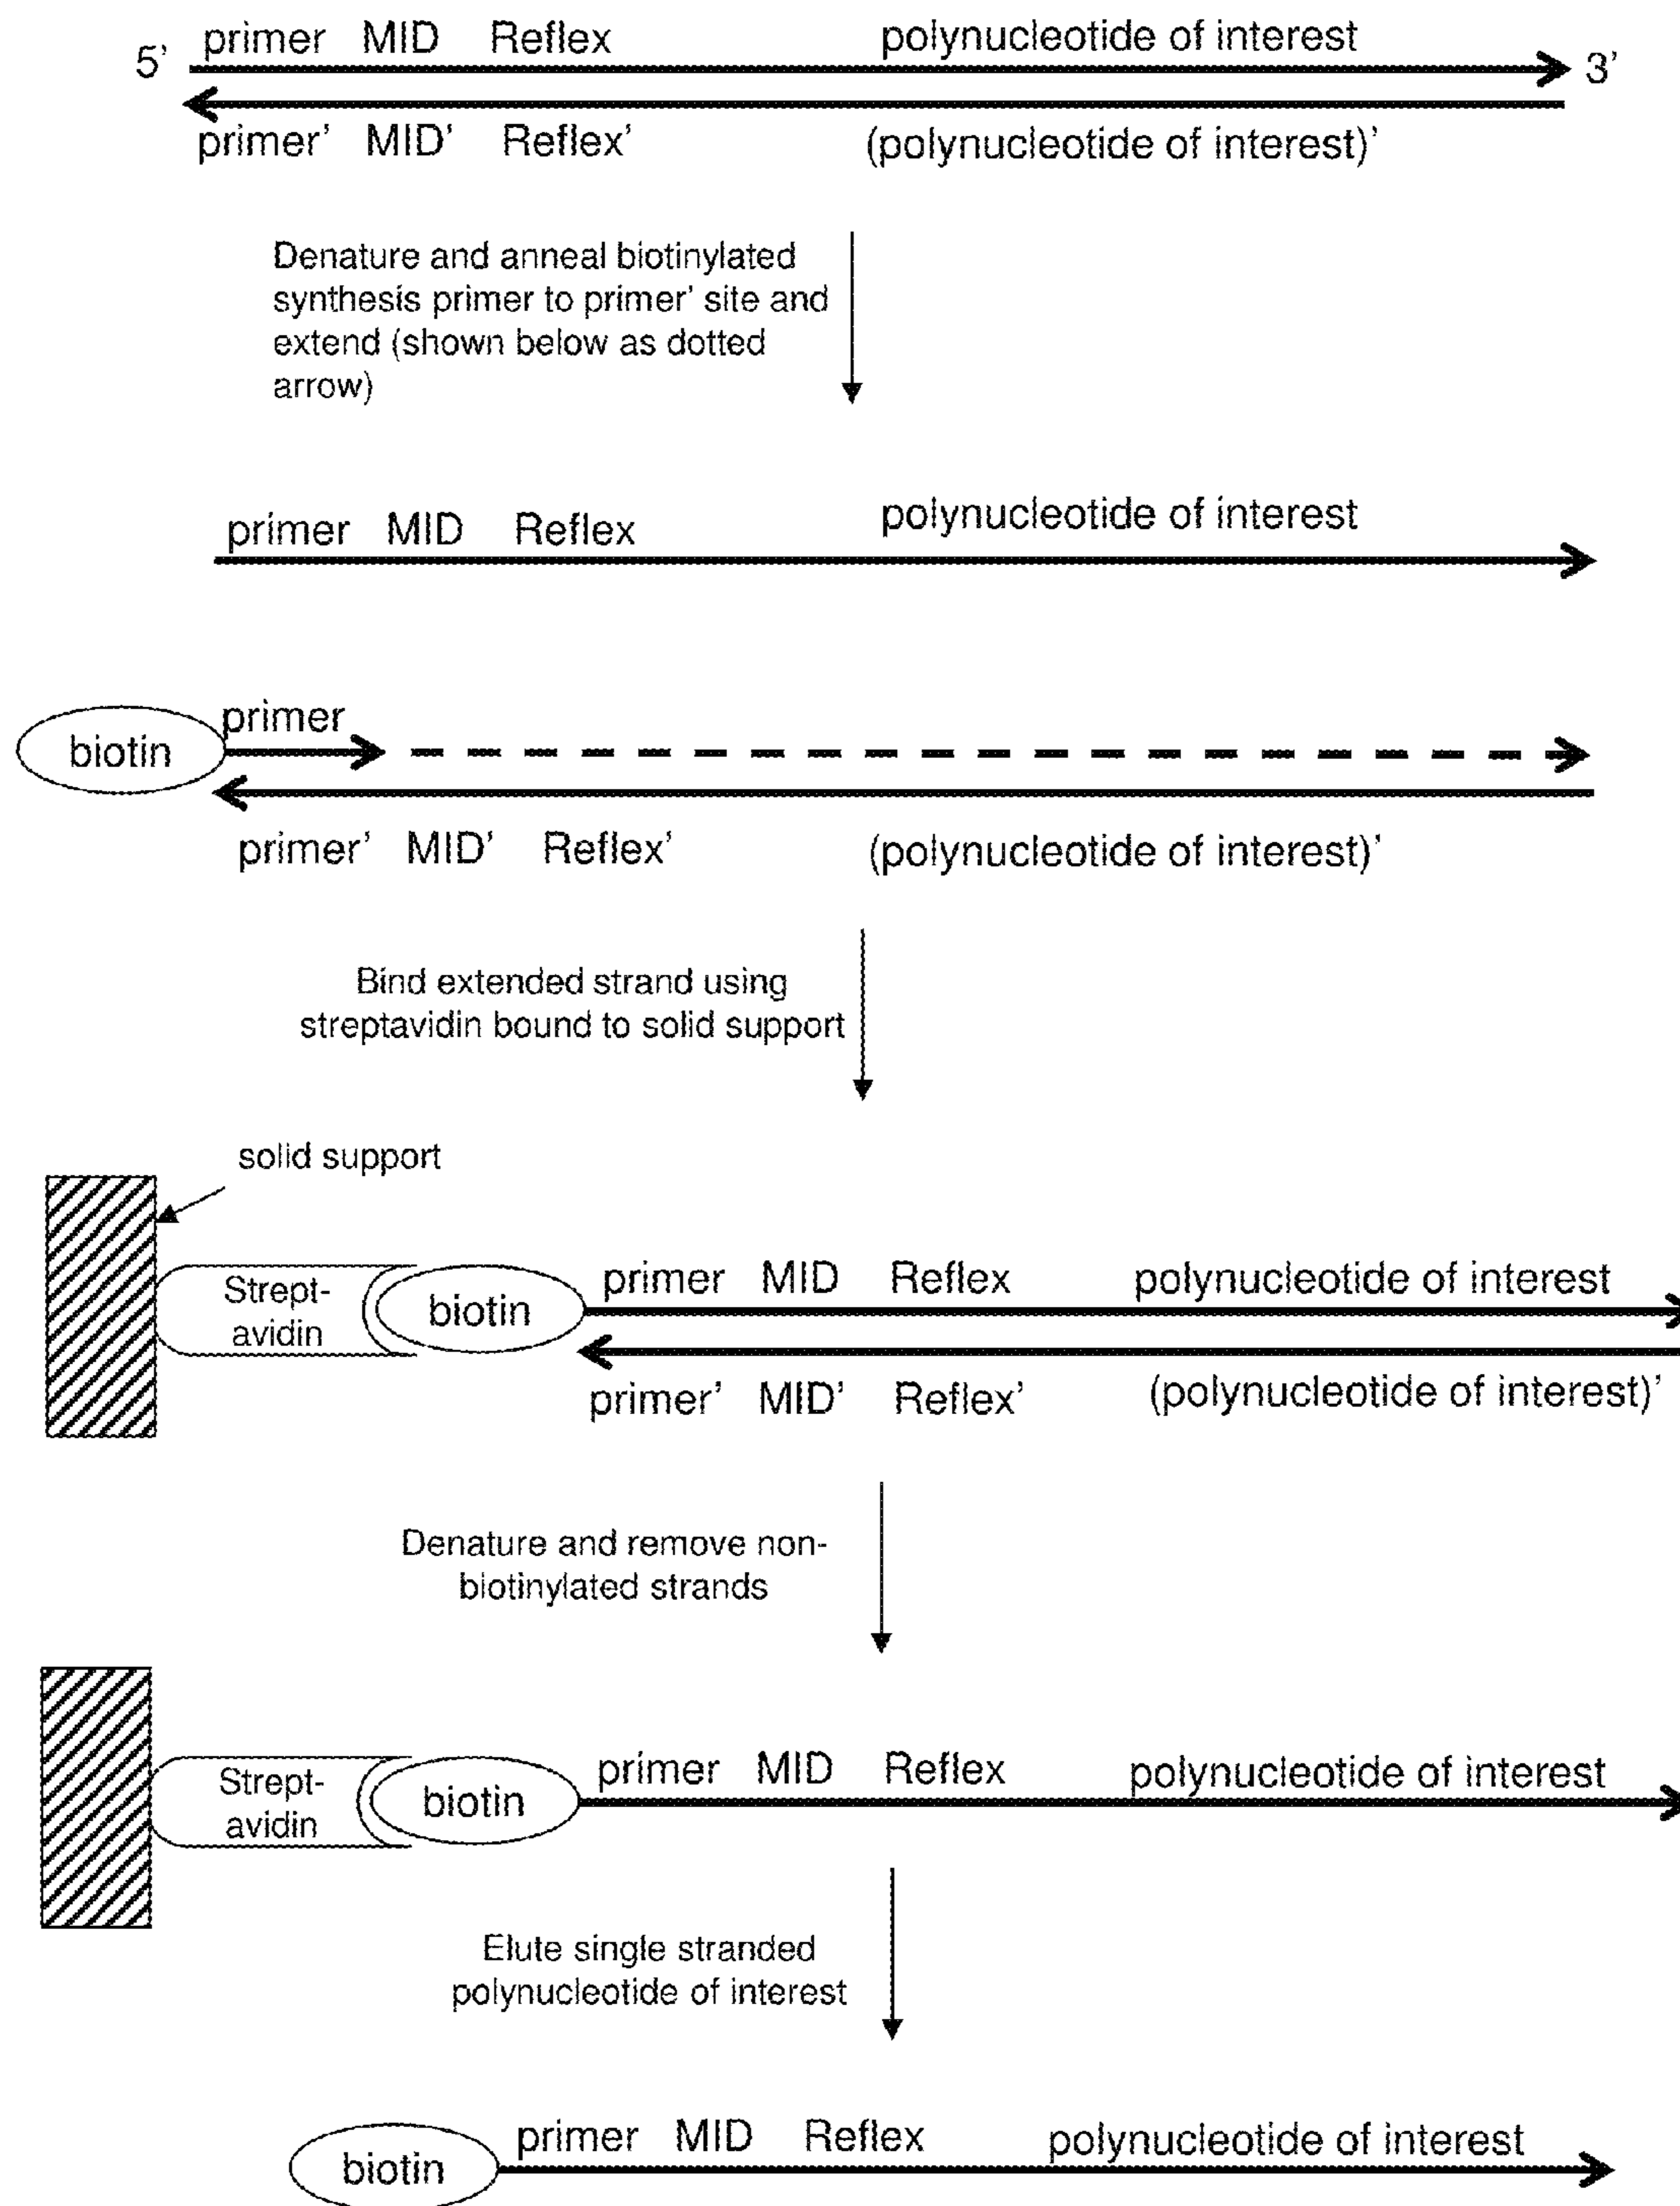 primer MID Reflex polynucleotide of interest
5' 3'
primer' MID' Reflex' (polynucleotide of interest)'
Denature and anneal biotinylated
synthesis primer to primer' site and
extend (shown below as dotted
arrow)
primer MID Reflex polynucleotide of interest
primer
biotin
primer' MID' Reflex' (polynucleotide of interest)'
Bind extended strand using
streptavidin bound to solid support
solid support
primer MID Reflex polynucleotide of interest
Strept-
avidin
biotin
primer' MID' Reflex' (polynucleotide of interest)'
Denature and remove non-
biotinylated strands
primer MID Reflex polynucleotide of interest
Strept-
avidin
biotin
Elute single stranded
polynucleotide of interest
primer MID Reflex polynucleotide of interest
biotin